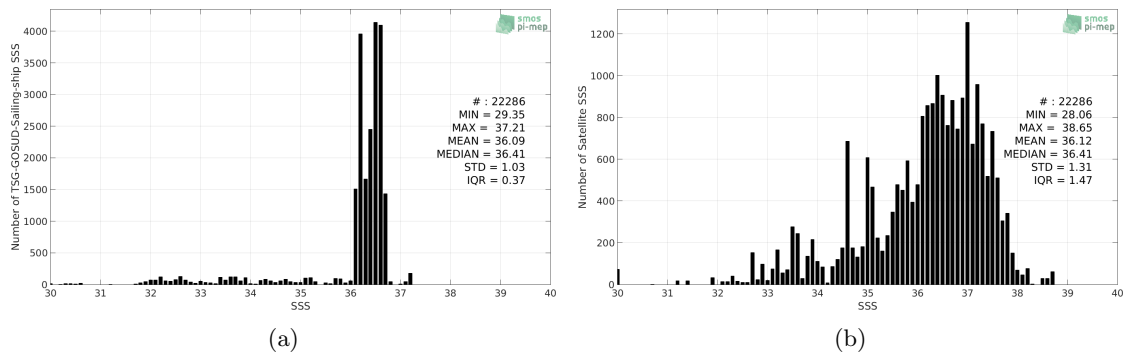 smos
pi-mep
Number of TSG-GOSUD-Sailing-ship SSS
4000
3500
3000
2500
2000
1500
1000
500
0
# : 22286
MIN = 29.35
MAX = 37.21
MEAN = 36.09
MEDIAN = 36.41
STD = 1.03
IQR = 0.37
30 31 32 33 34 35 36 37 38 39 40
SSS
(a)
smos
pi-mep
Number of Satellite SSS
1200
1000
800
600
400
200
0
# : 22286
MIN = 28.06
MAX = 38.65
MEAN = 36.12
MEDIAN = 36.41
STD = 1.31
IQR = 1.47
30 31 32 33 34 35 36 37 38 39 40
SSS
(b)